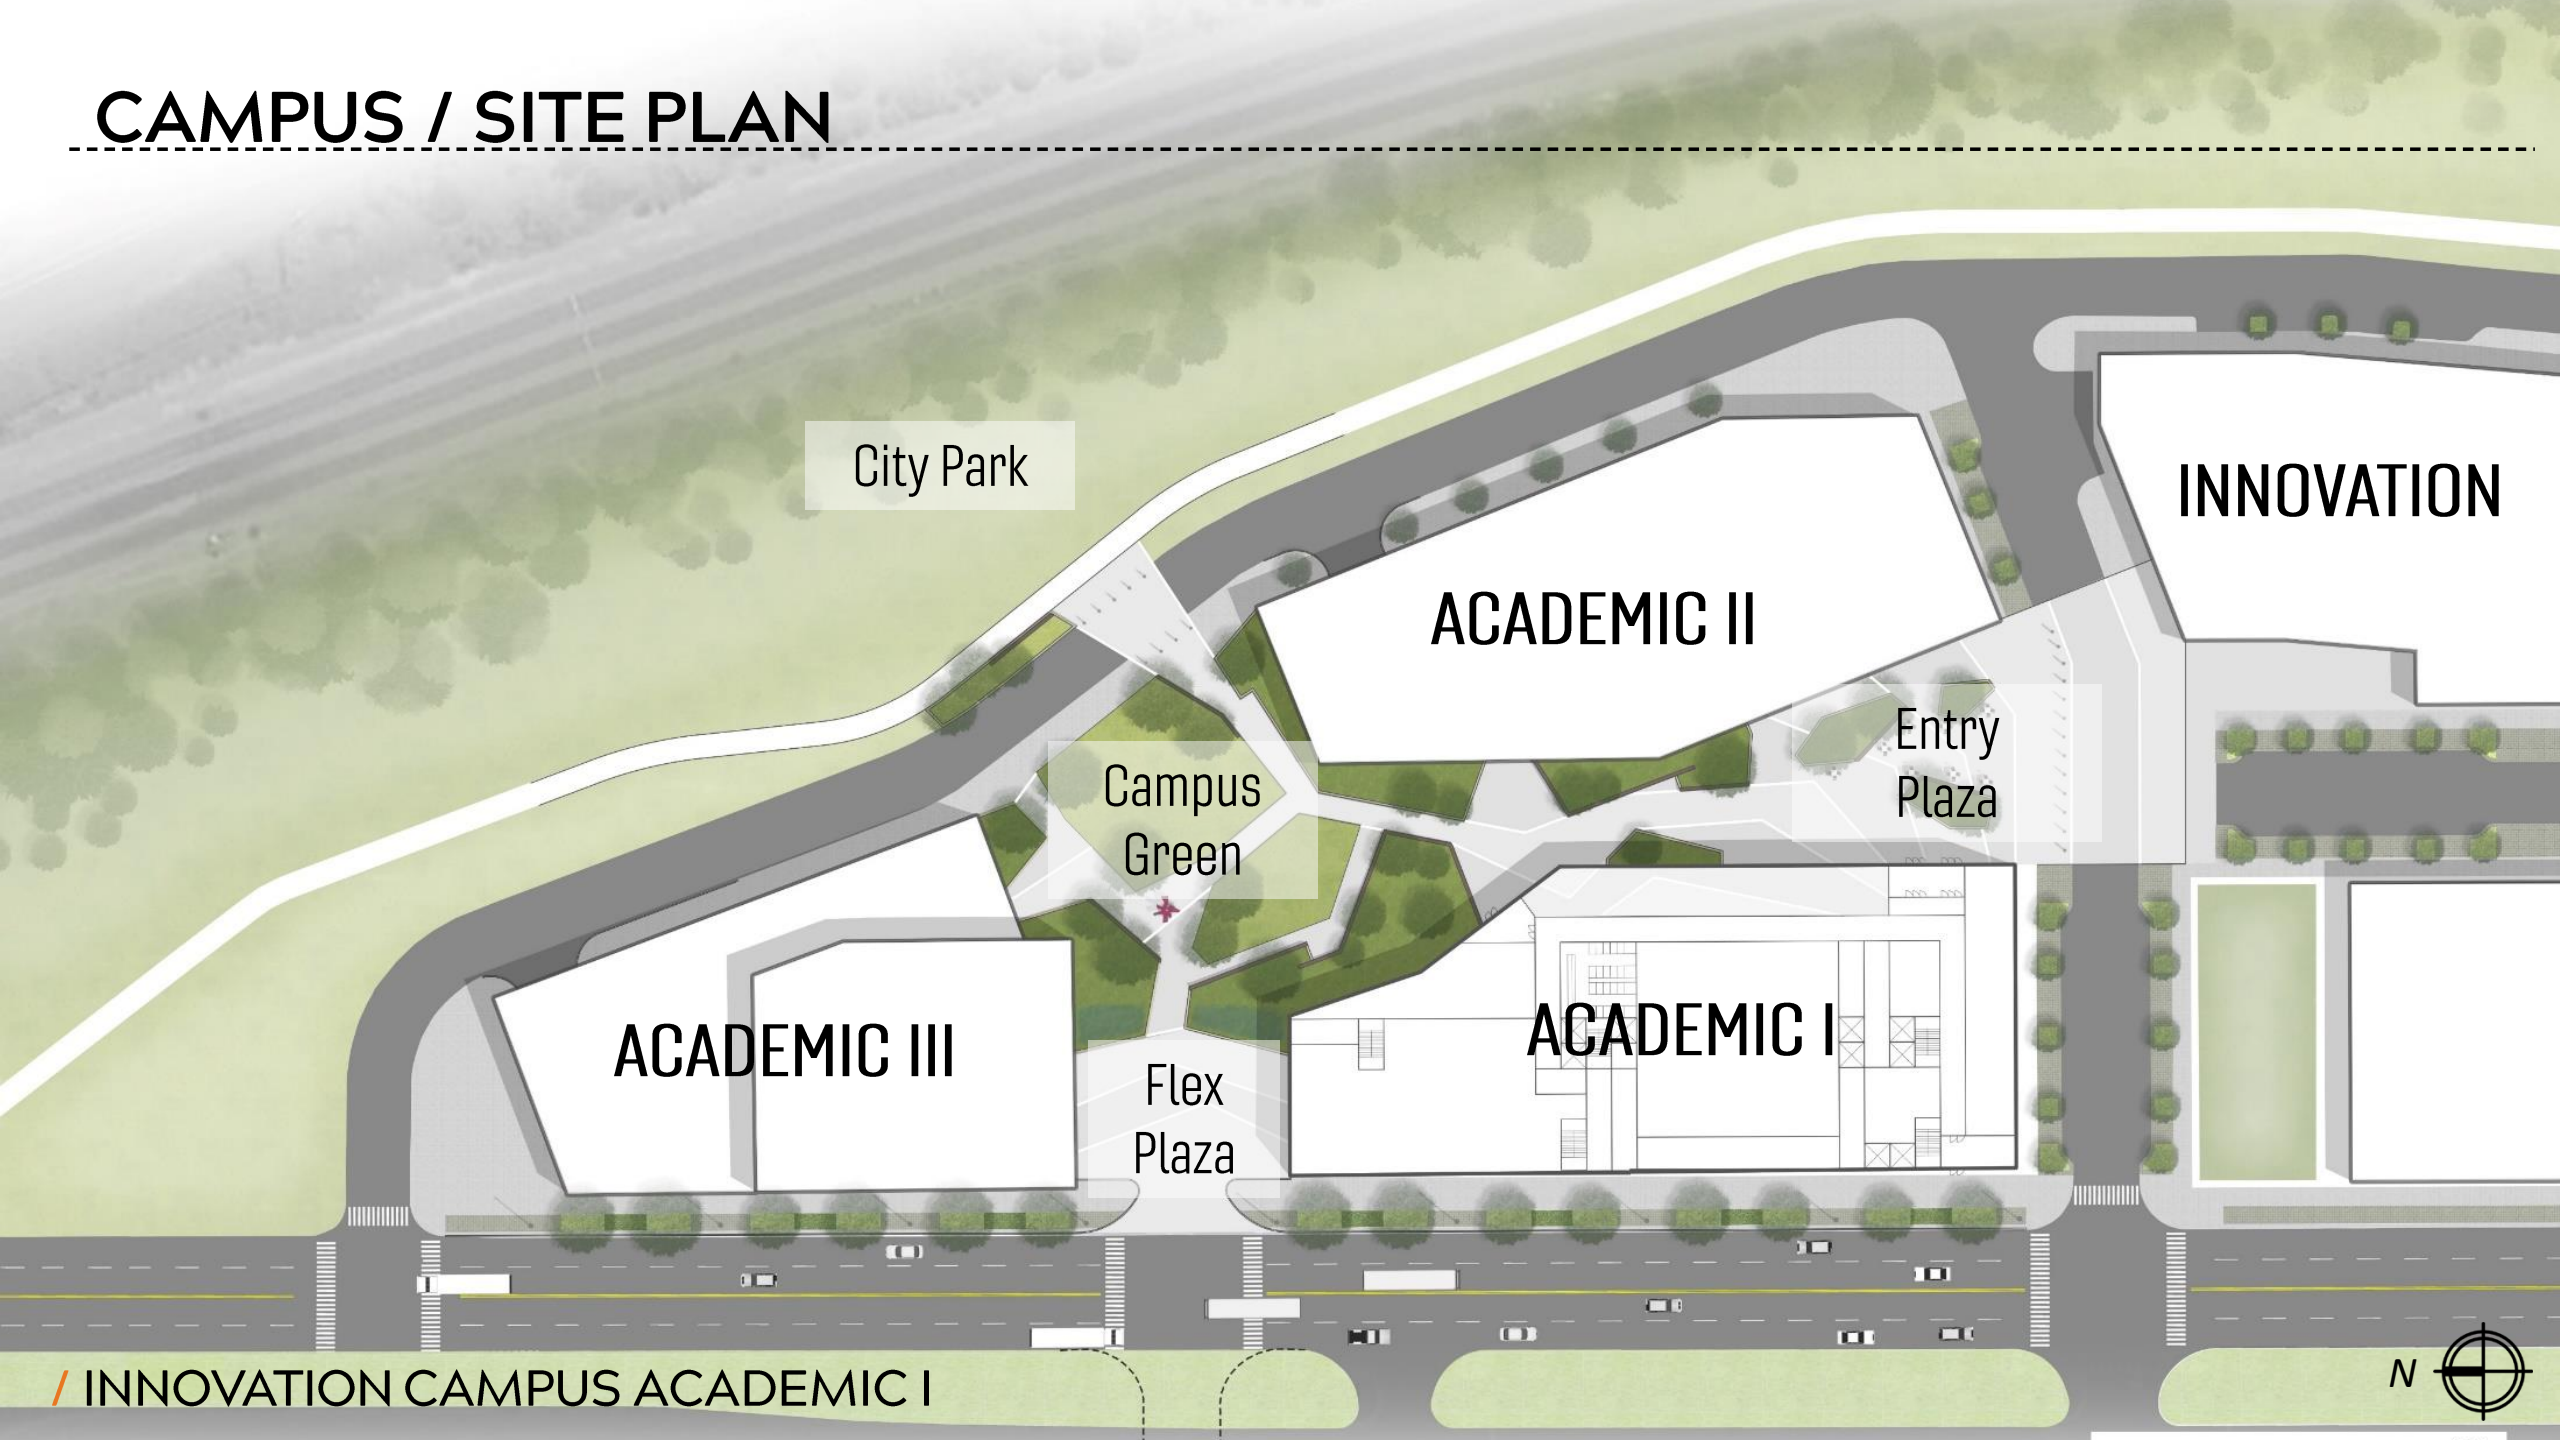 CAMPUS / SITE PLAN
City Park
INNOVATION
ACADEMIC II
Entry
Plaza
Campus
Green
ACADEMIC I
ACADEMIC III
Flex
Plaza
/ INNOVATION CAMPUS ACADEMIC I
N